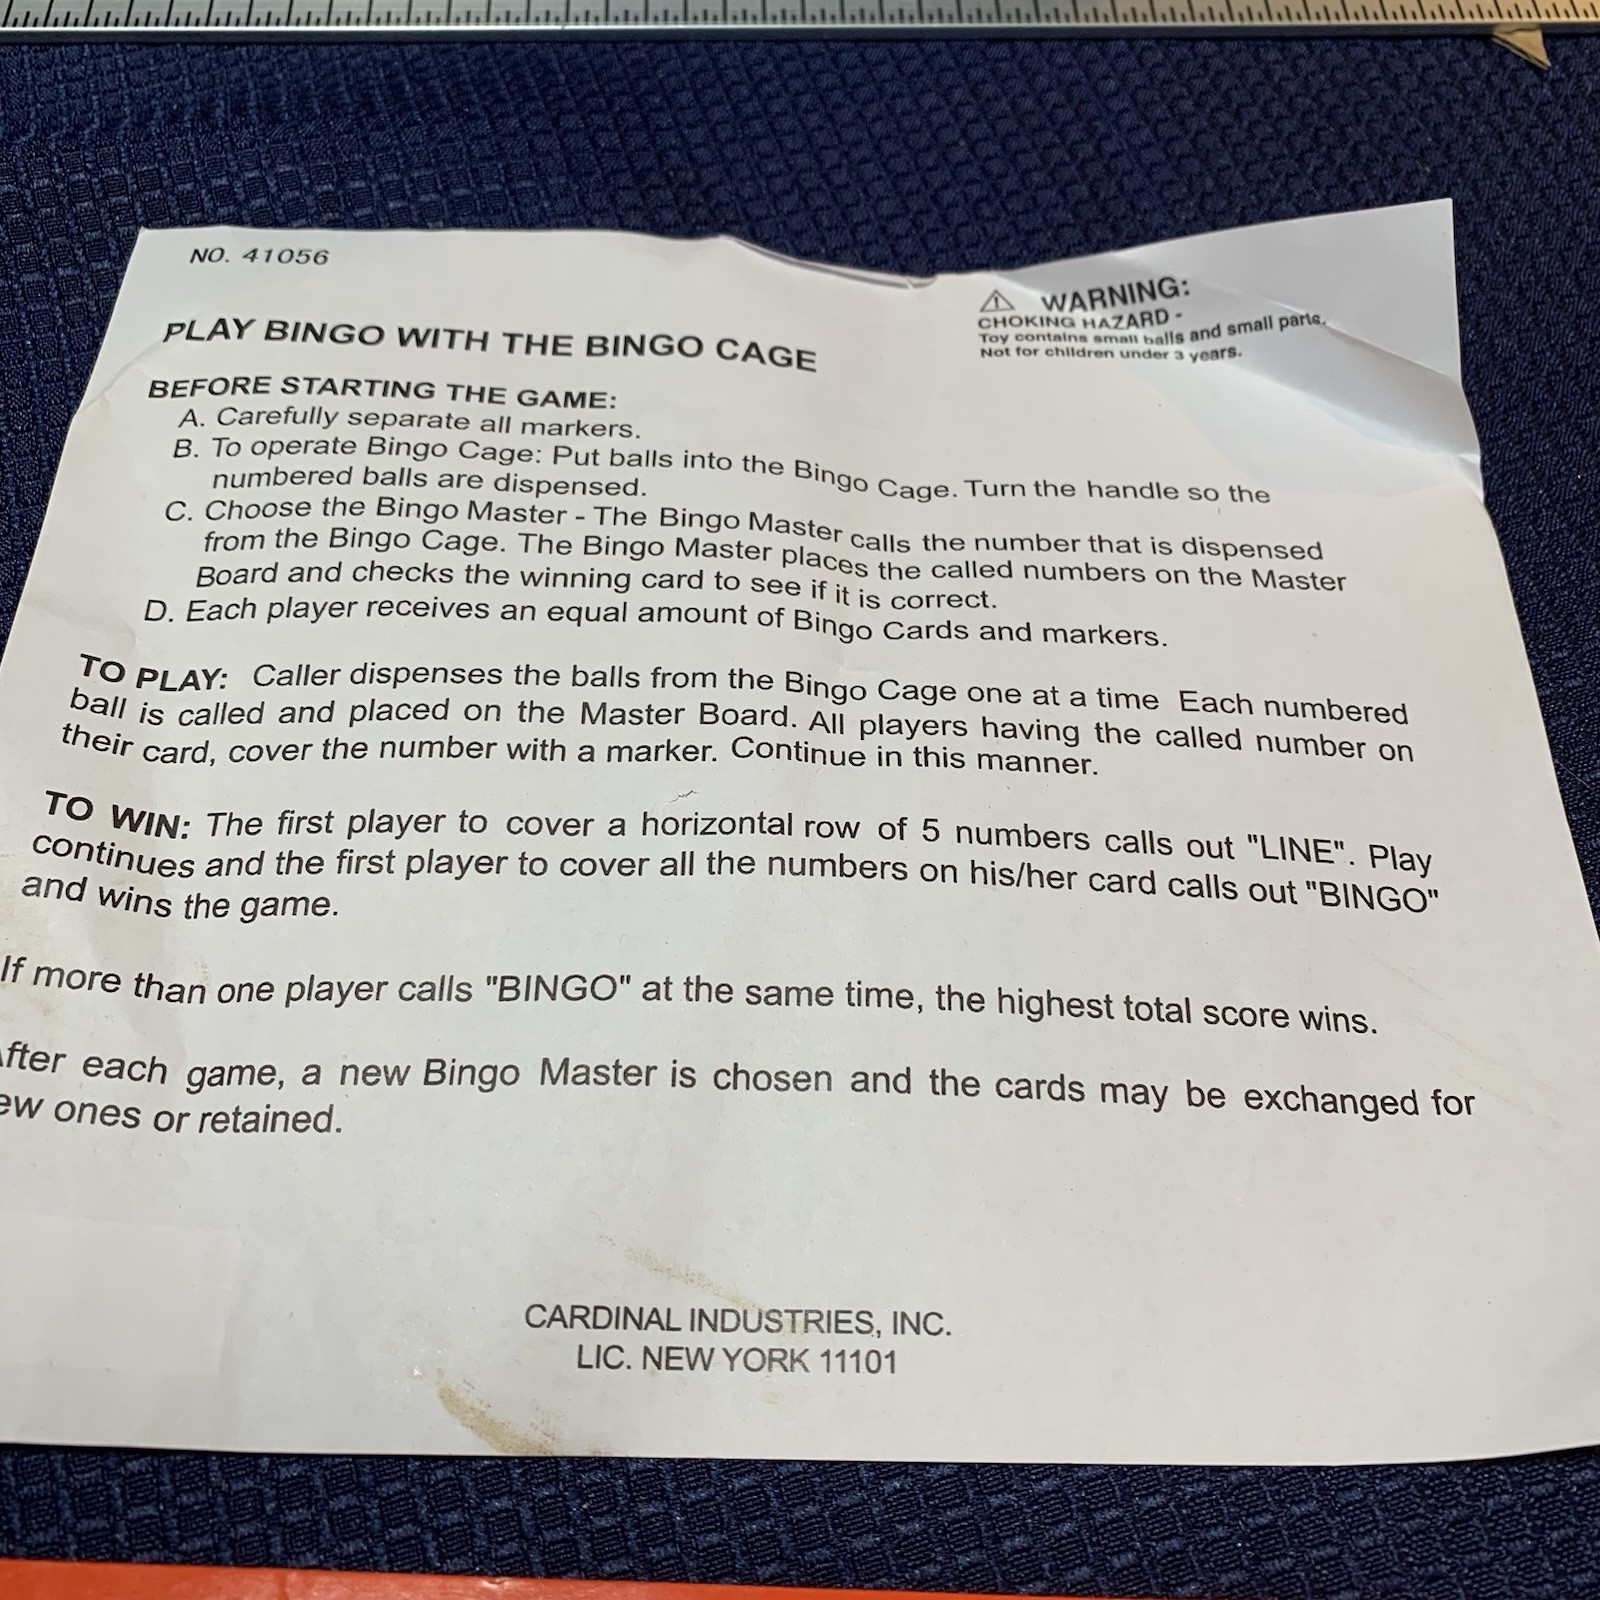 NO. 41056
WARNING:
CHOKING HAZARD -
Toy contains small balls and small parts.
Not for children under 3 years.
PLAY BINGO WITH THE BINGO CAGE
BEFORE STARTING THE GAME:
A. Carefully separate all markers.
B. To operate Bingo Cage: Put balls into the Bingo Cage. Turn the handle so the
numbered balls are dispensed.
C. Choose the Bingo Master - The Bingo Master calls the number that is dispensed
from the Bingo Cage. The Bingo Master places the called numbers on the Master
Board and checks the winning card to see if it is correct.
D. Each player receives an equal amount of Bingo Cards and markers.
TO PLAY: Caller dispenses the balls from the Bingo Cage one at a time Each numbered
ball is called and placed on the Master Board. All players having the called number on
their card, cover the number with a marker. Continue in this manner.
TO WIN: The first player to cover a horizontal row of 5 numbers calls out "LINE". Play
continues and the first player to cover all the numbers on his/her card calls out "BINGO"
and wins the game.
If more than one player calls "BINGO" at the same time, the highest total score wins.
After each game, a new Bingo Master is chosen and the cards may be exchanged for
ew ones or retained.
CARDINAL INDUSTRIES, INC.
LIC. NEW YORK 11101